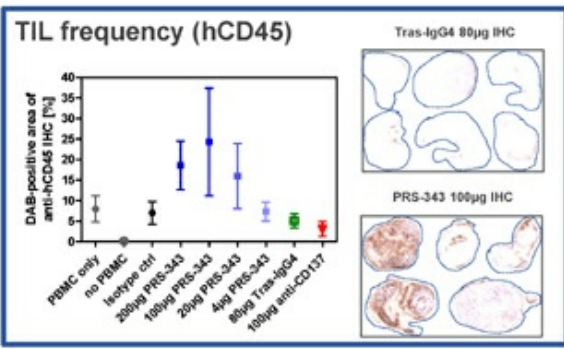 TIL frequency (hCD45)
DAB-positive area of
anti-hCD45 IHC [%]
40
35
30
25
20
15
10
5
0
PBMC only
no PBMC
Isotype ctrl
200µg PRS-343
100µg PRS-343
20µg PRS-343
4µg PRS-343
80µg Tras-IgG4
100µg anti-CD137
Tras-IgG4 80µg IHC
PRS-343 100µg IHC